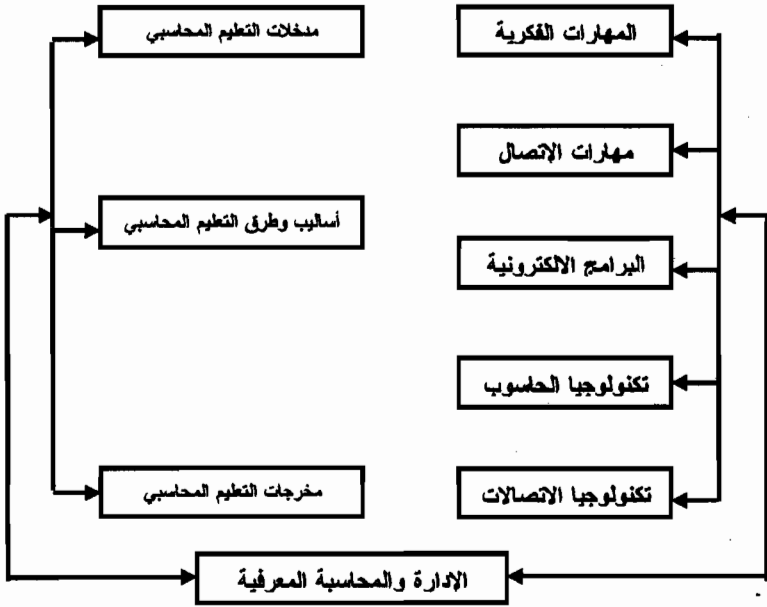 المهارات الفكرية
مهارات الإتصال
البرامج الالكترونية
تكنولوجيا الحاسوب
تكنولوجيا الاتصالات
مدخلات التعليم المحاسبي
أساليب وطرق التعليم المحاسبي
مخرجات التعليم المحاسبي
الإدارة والمحاسبة المعرفية